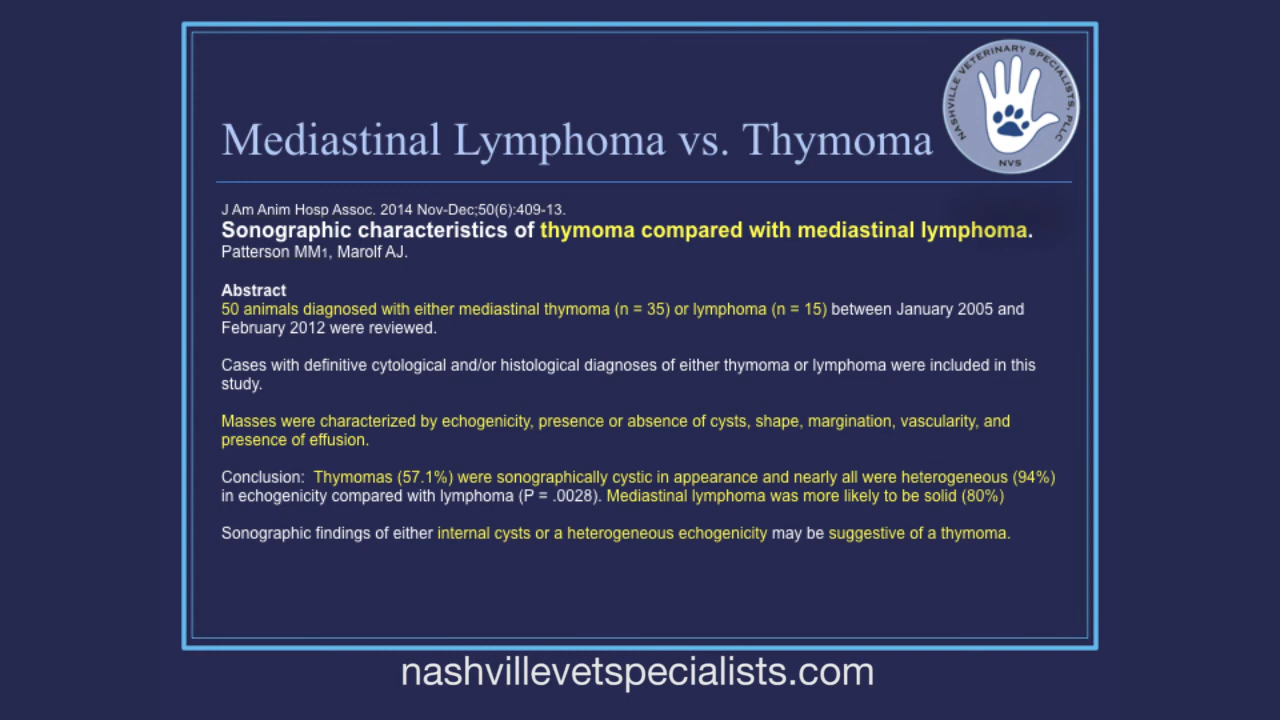 NASHVILLE VETERINARY SPECIALISTS, PLLC
NVS
Mediastinal Lymphoma vs. Thymoma
J Am Anim Hosp Assoc. 2014 Nov-Dec;50(6):409-13.
Sonographic characteristics of thymoma compared with mediastinal lymphoma.
Patterson MM1, Marolf AJ.
Abstract
50 animals diagnosed with either mediastinal thymoma (n = 35) or lymphoma (n = 15) between January 2005 and
February 2012 were reviewed.
Cases with definitive cytological and/or histological diagnoses of either thymoma or lymphoma were included in this
study.
Masses were characterized by echogenicity, presence or absence of cysts, shape, margination, vascularity, and
presence of effusion.
Conclusion: Thymomas (57.1%) were sonographically cystic in appearance and nearly all were heterogeneous (94%)
in echogenicity compared with lymphoma (P = .0028). Mediastinal lymphoma was more likely to be solid (80%)
Sonographic findings of either internal cysts or a heterogeneous echogenicity may be suggestive of a thymoma.
nashvillevetspecialists.com